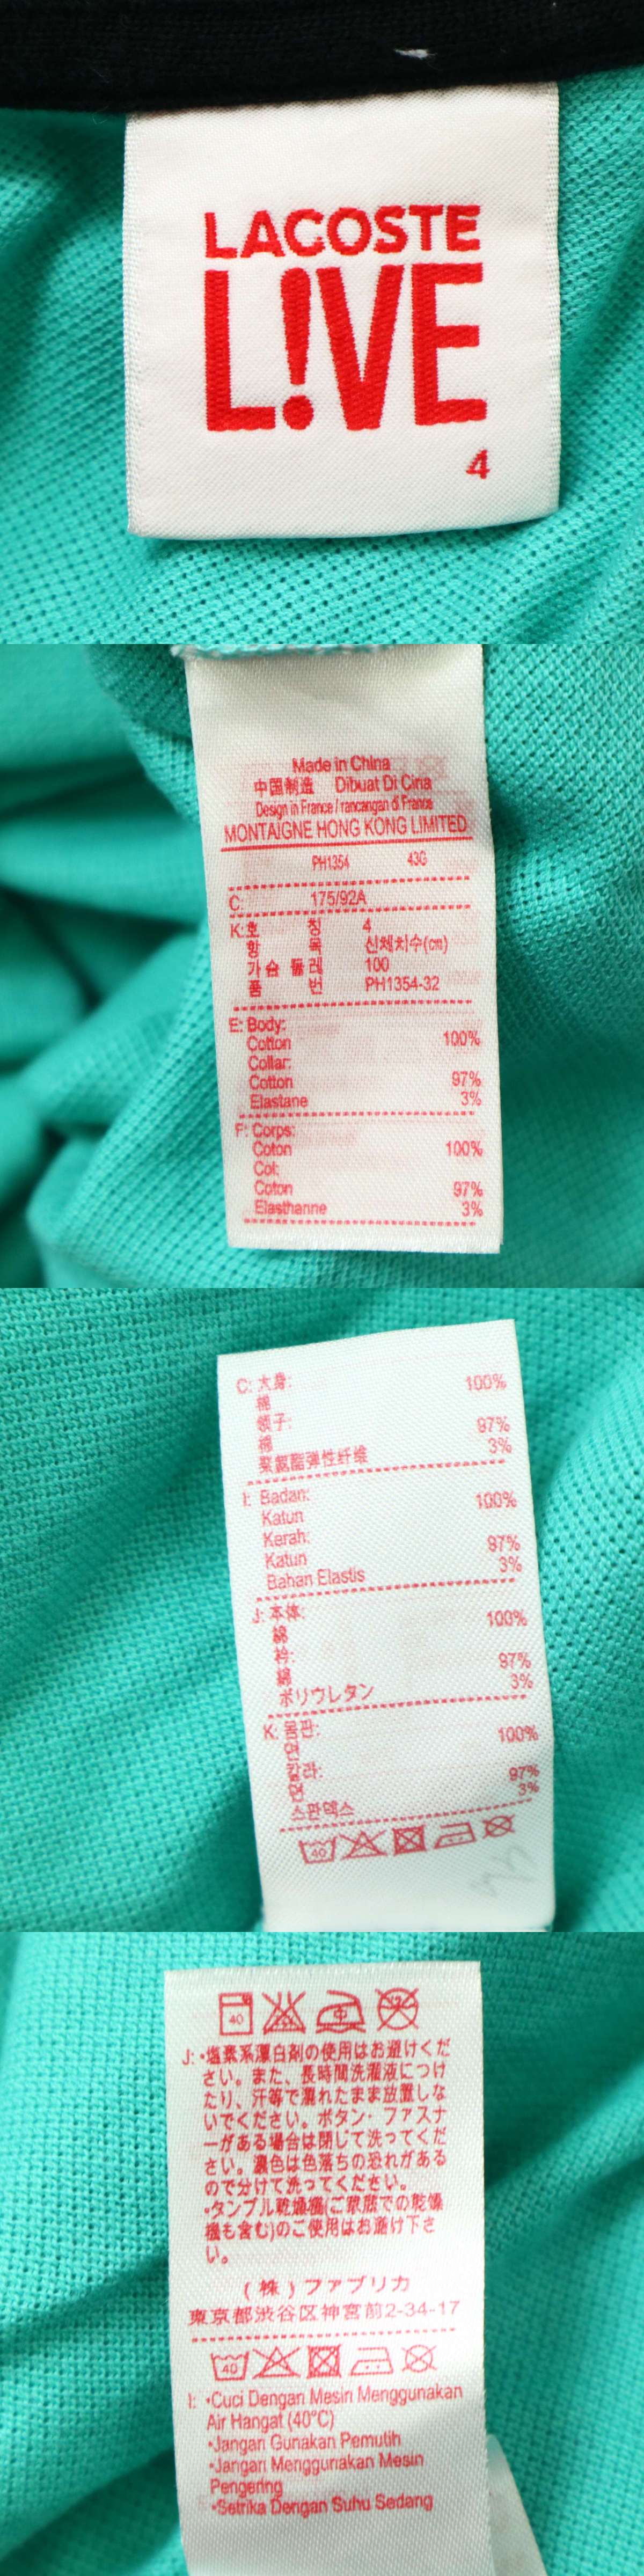 LACOSTE
L!VE
4
Made in China
中国制造 Dibuat Di Cina
Design in France / rancangan di France
MONTAIGNE HONG KONG LIMITED
PH1354 43G
C: 175/92A
K: 호 칭 4
항 목 신체치수(cm)
가슴 둘레 100
품 번 PH1354-32
E: Body:
Cotton 100%
Collar:
Cotton 97%
Elastane 3%
F: Corps:
Coton 100%
Col:
Coton 97%
Elasthanne 3%
C: 大身:
棉 100%
领子:
棉 97%
聚氨酯弹性纤维 3%
I: Badan:
Katun 100%
Kerah:
Katun 97%
Bahan Elastis 3%
J: 本体:
綿 100%
衿:
綿 97%
ポリウレタン 3%
K: 몸판:
면 100%
칼라:
면 97%
스판덱스 3%
40
40 中
J: •塩素系漂白剤の使用はお避けくだ
さい。また、長時間洗濯液につけ
たり、汗等で濡れたまま放置しな
いでください。ボタン・ファスナ
ーがある場合は閉じて洗ってくだ
さい。濃色は色落ちの恐れがある
ので分けて洗ってください。
•タンブル乾燥機(ご家庭での乾燥
機も含む)のご使用はお避け下さ
い。
(株)ファブリカ
東京都渋谷区神宮前2-34-17
40
I: •Cuci Dengan Mesin Menggunakan
Air Hangat (40°C)
•Jangan Gunakan Pemutih
•Jangan Menggunakan Mesin
Pengering
•Setrika Dengan Suhu Sedang